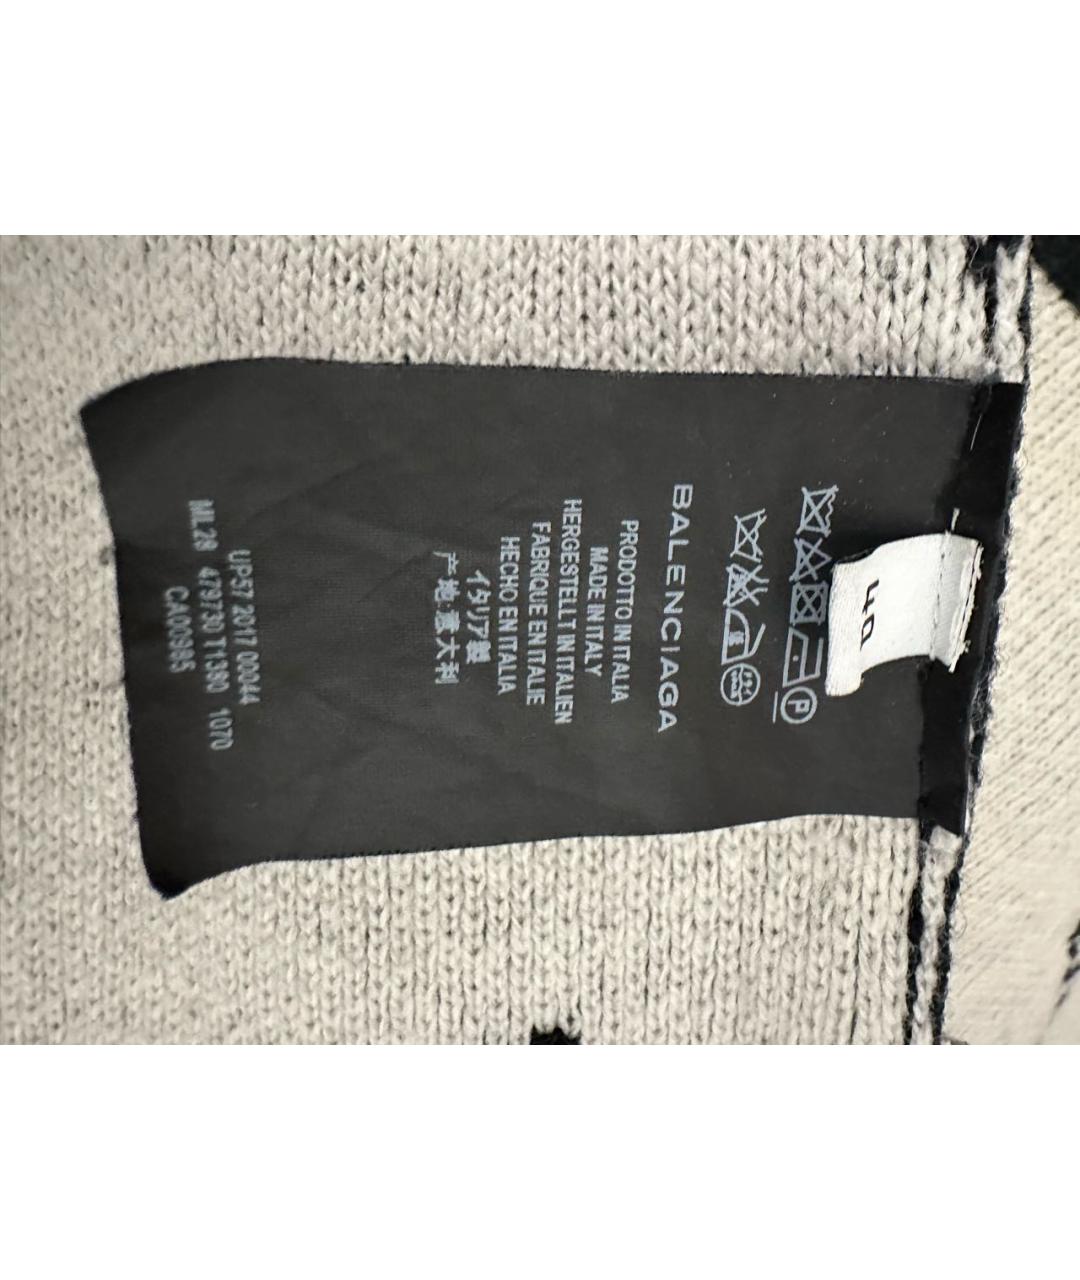 40
BALENCIAGA
PRODOTTO IN ITALIA
MADE IN ITALY
HERGESTELLT IN ITALIEN
FABRIQUE EN ITALIE
HECHO EN ITALIA
イタリア製
产地:意大利
UP57 2017 00044
ML28 479730 T1380 1070
CA00985